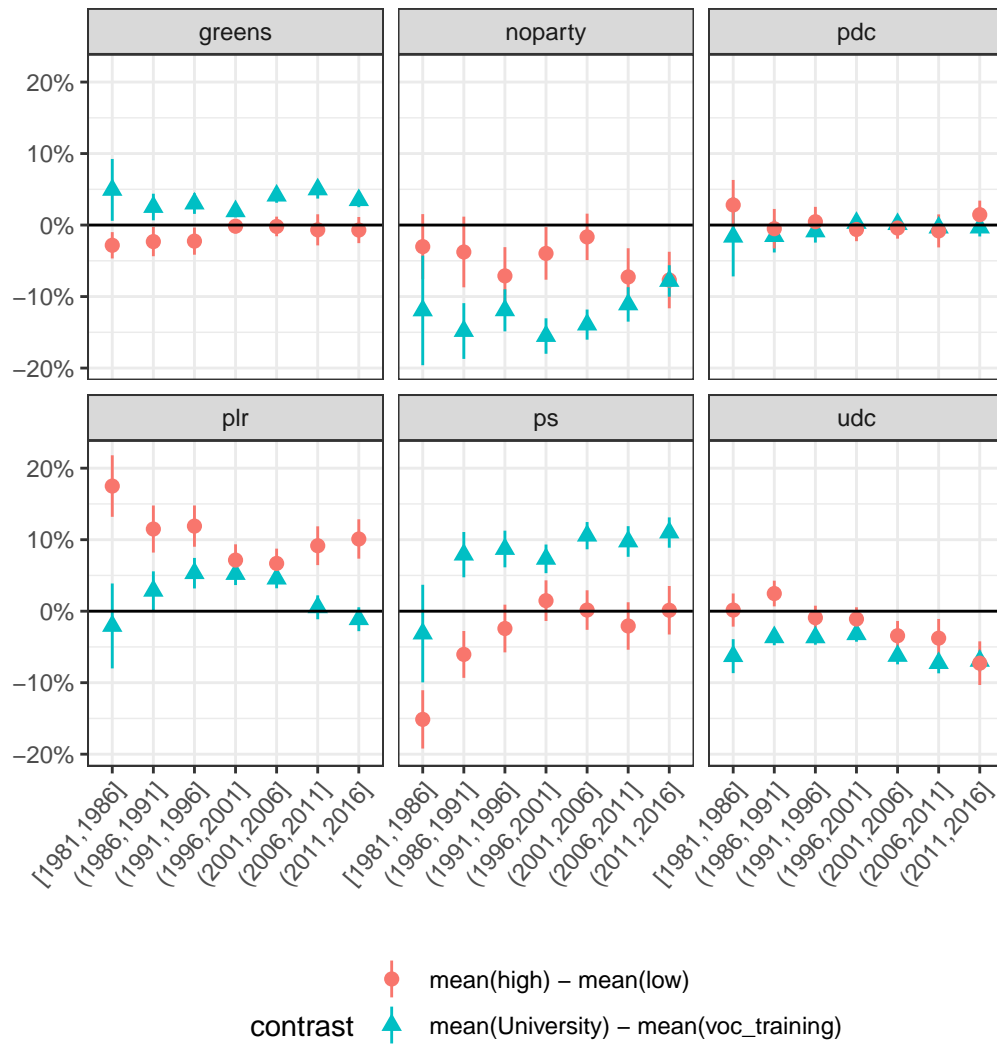 greens noparty pdc
20%
10%
0%
−10%
−20%
plr ps udc
20%
10%
0%
−10%
−20%
[1981,1986] (1986,1991] (1991,1996] (1996,2001] (2001,2006] (2006,2011] (2011,2016] [1981,1986] (1986,1991] (1991,1996] (1996,2001] (2001,2006] (2006,2011] (2011,2016] [1981,1986] (1986,1991] (1991,1996] (1996,2001] (2001,2006] (2006,2011] (2011,2016]
mean(high) − mean(low)
contrast mean(University) − mean(voc_training)